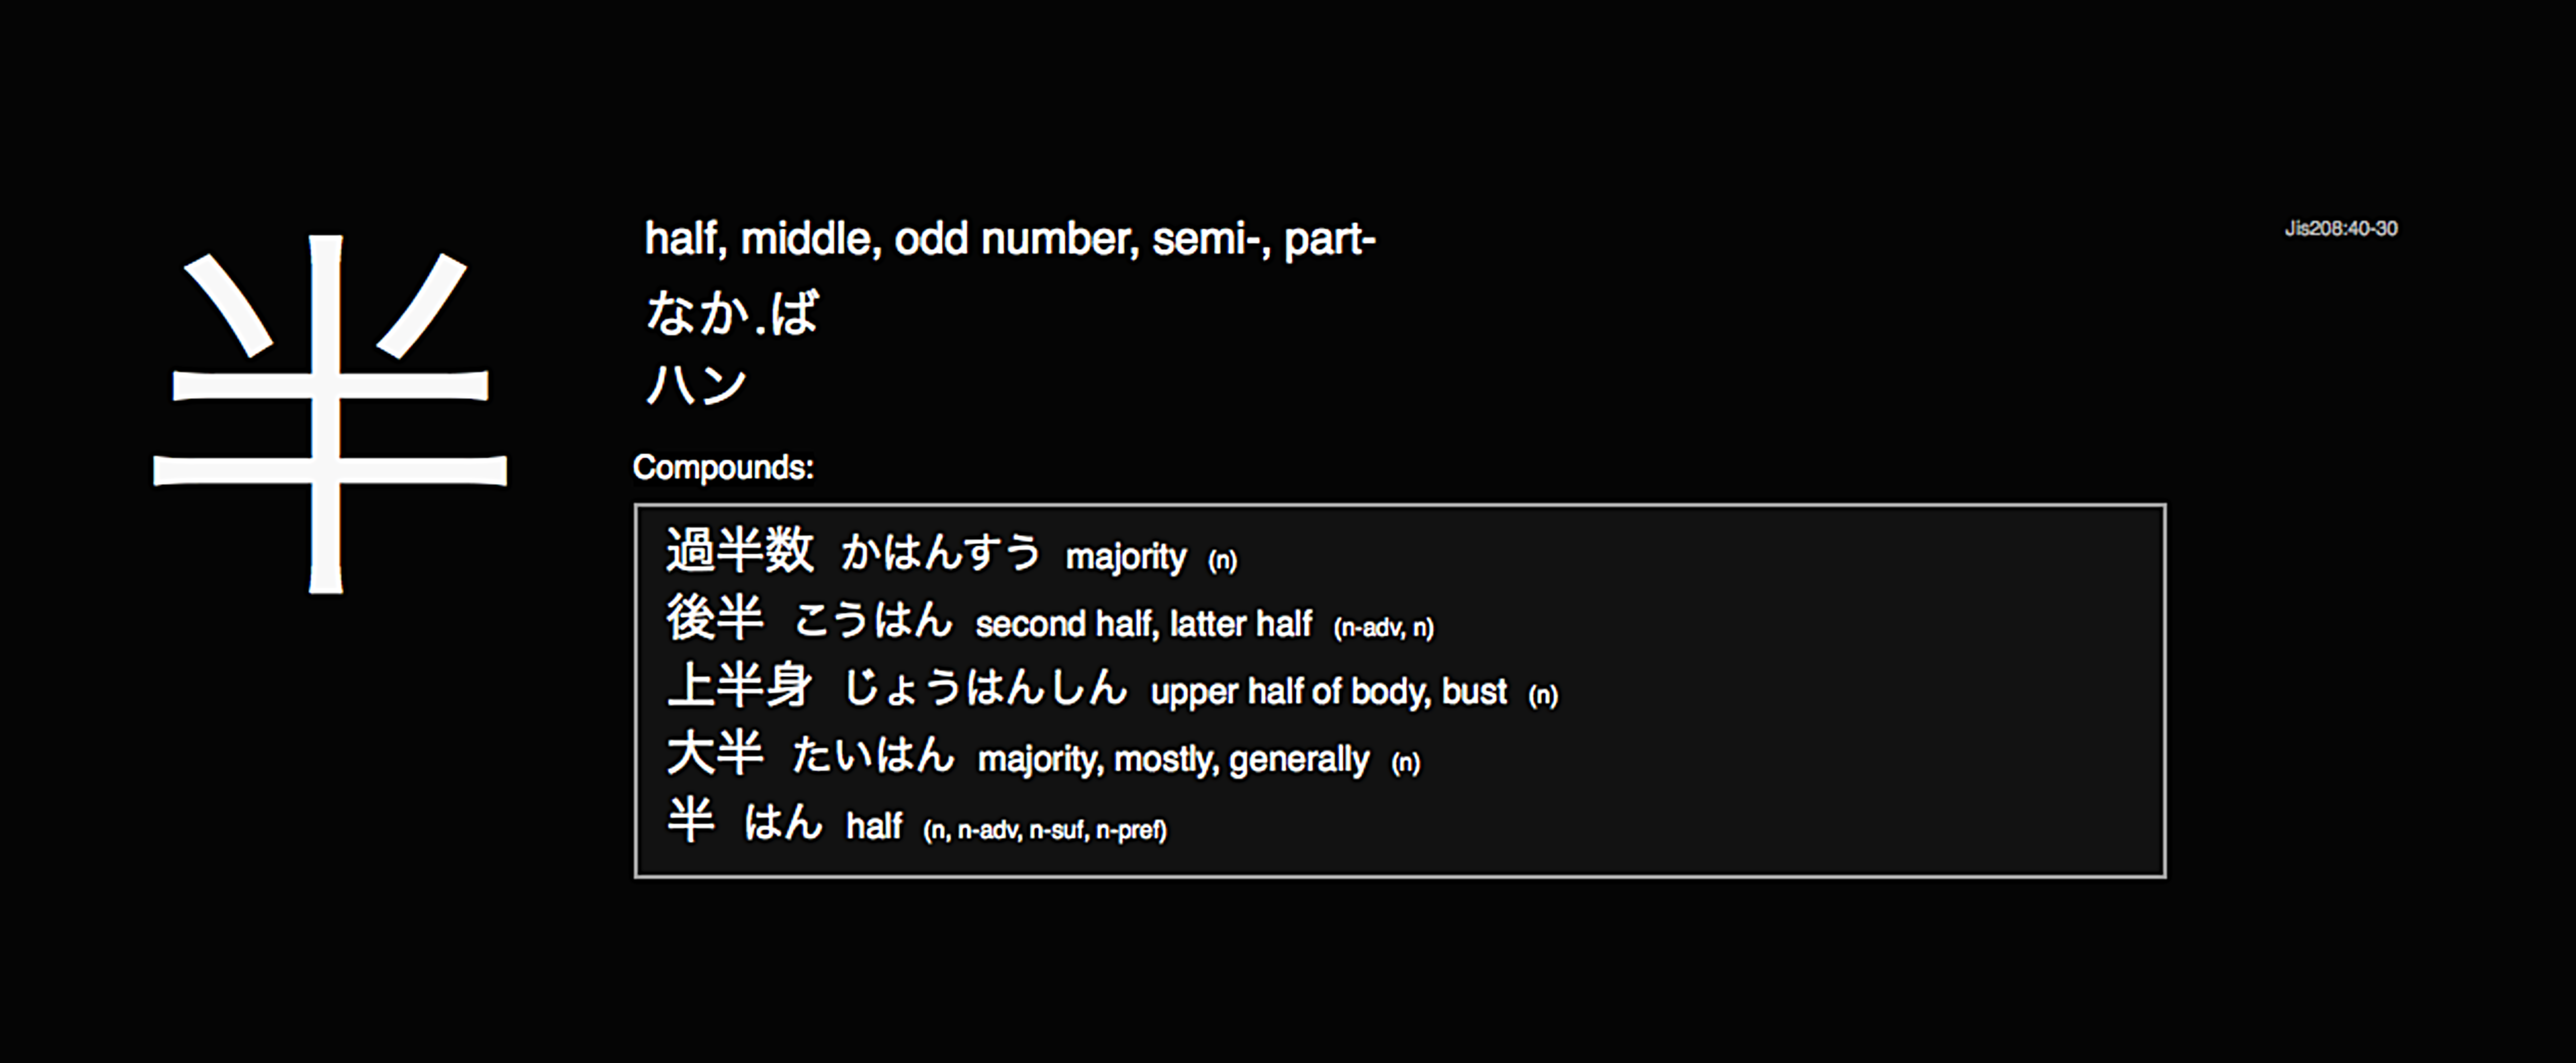 半
half, middle, odd number, semi-, part-
Jis208:40-30
なか.ば
ハン
Compounds:
過半数 かはんすう majority (n)
後半 こうはん second half, latter half (n-adv, n)
上半身 じょうはんしん upper half of body, bust (n)
大半 たいはん majority, mostly, generally (n)
半 はん half (n, n-adv, n-suf, n-pref)